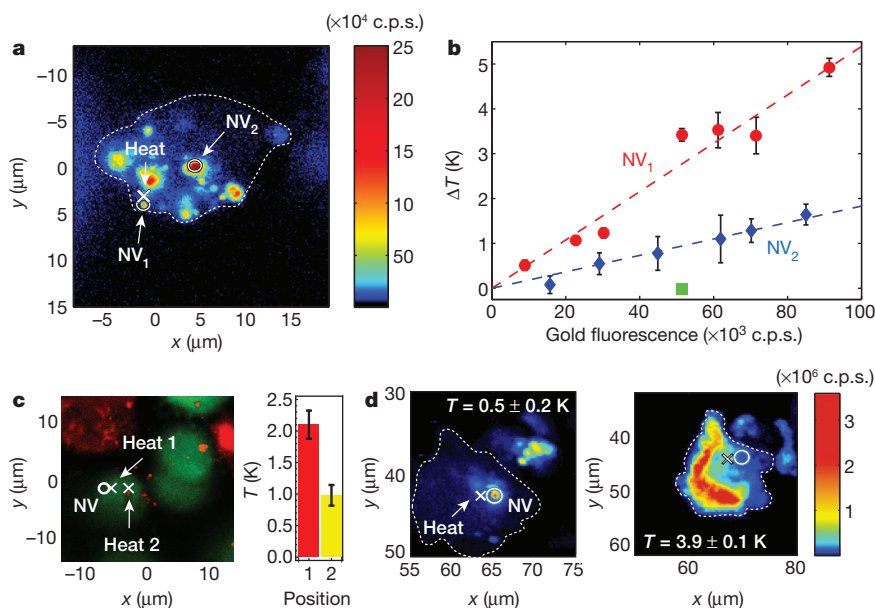 a
(×10⁴ c.p.s.)
−10
−5
0
5
10
15
y (μm)
−5
0
5
10
15
x (μm)
Heat
NV₁
NV₂
25
20
15
10
5
b
5
4
3
2
1
0
ΔT (K)
NV₁
NV₂
0
20
40
60
80
100
Gold fluorescence (×10³ c.p.s.)
c
10
0
−10
y (μm)
Heat 1
NV
Heat 2
−10
0
10
x (μm)
2.5
2.0
1.5
1.0
0.5
0.0
T (K)
1
2
Position
d
30
40
50
y (μm)
T = 0.5 ± 0.2 K
Heat
NV
55
60
65
70
75
x (μm)
40
50
60
y (μm)
T = 3.9 ± 0.1 K
60
80
x (μm)
(×10⁶ c.p.s.)
3
2
1